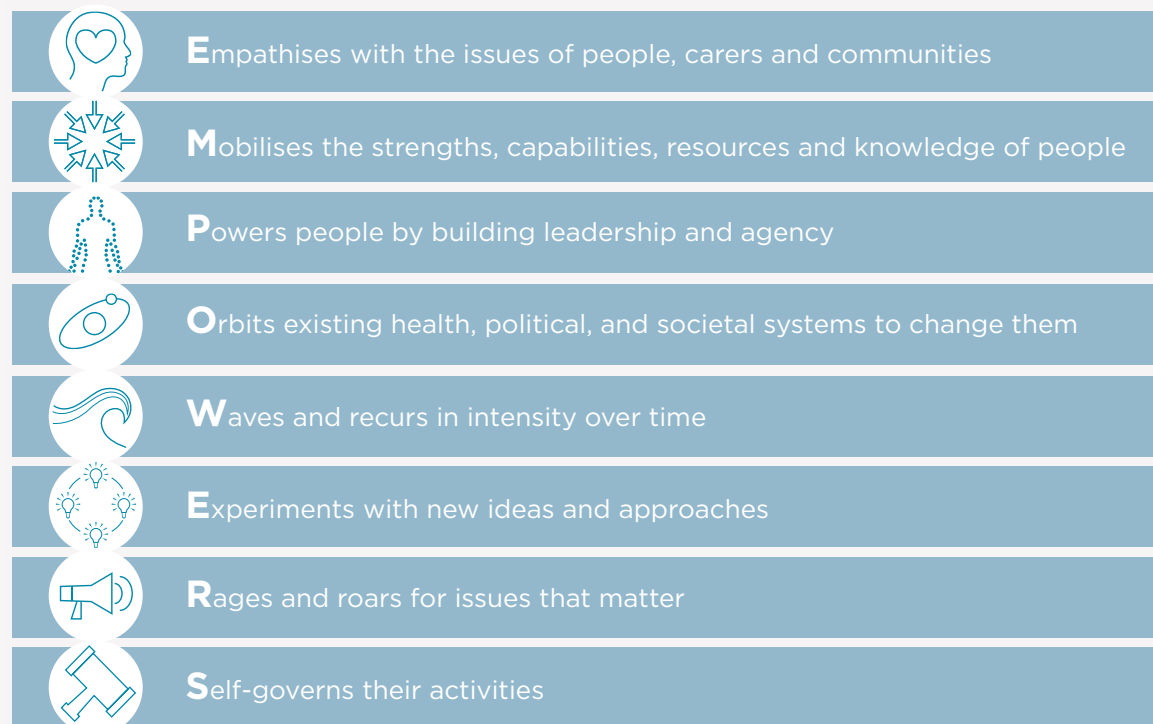 Empathises with the issues of people, carers and communities
Mobilises the strengths, capabilities, resources and knowledge of people
Powers people by building leadership and agency
Orbits existing health, political, and societal systems to change them
Waves and recurs in intensity over time
Experiments with new ideas and approaches
Rages and roars for issues that matter
Self-governs their activities